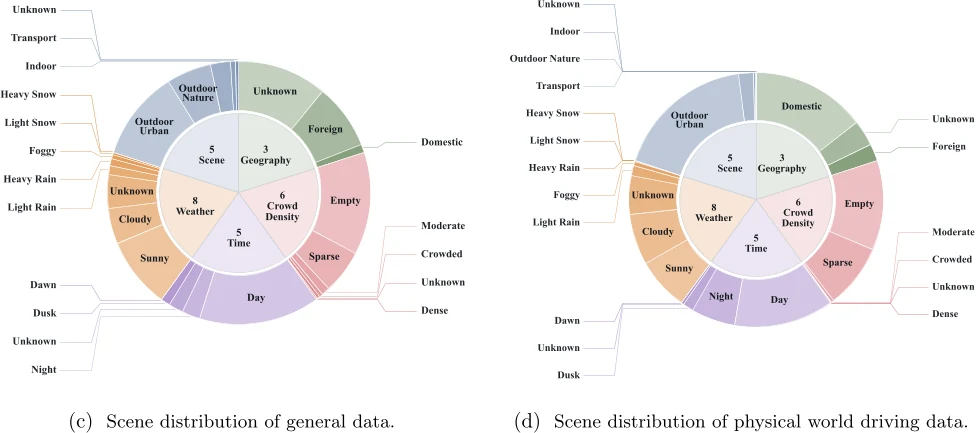 Unknown
Transport
Indoor
Heavy Snow
Light Snow
Foggy
Heavy Rain
Light Rain
Dawn
Dusk
Unknown
Night
Outdoor
Nature
Outdoor
Urban
Unknown
Foreign
Domestic
Empty
Sparse
Moderate
Crowded
Unknown
Dense
Day
Sunny
Cloudy
Unknown
5
Scene
3
Geography
6
Crowd
Density
5
Time
8
Weather
(c) Scene distribution of general data.
Unknown
Indoor
Outdoor Nature
Transport
Heavy Snow
Light Snow
Heavy Rain
Foggy
Light Rain
Dawn
Unknown
Dusk
Outdoor
Urban
Domestic
Unknown
Foreign
Empty
Sparse
Moderate
Crowded
Unknown
Dense
Day
Night
Sunny
Cloudy
Unknown
5
Scene
3
Geography
6
Crowd
Density
5
Time
8
Weather
(d) Scene distribution of physical world driving data.